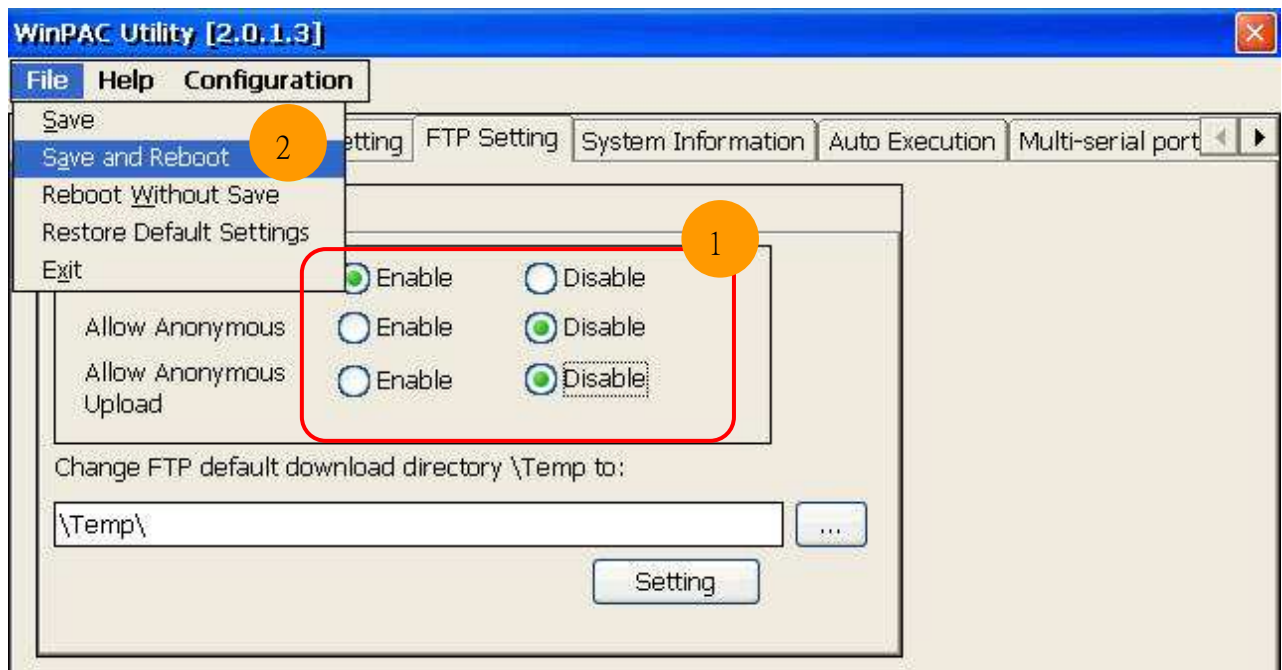 WinPAC Utility [2.0.1.3]
File Help Configuration
Save
Save and Reboot
Reboot Without Save
Restore Default Settings
Exit
2
etting FTP Setting System Information Auto Execution Multi-serial port
1
Enable Disable
Allow Anonymous Enable Disable
Allow Anonymous Upload Enable Disable
Change FTP default download directory \Temp to:
\Temp\ ...
Setting